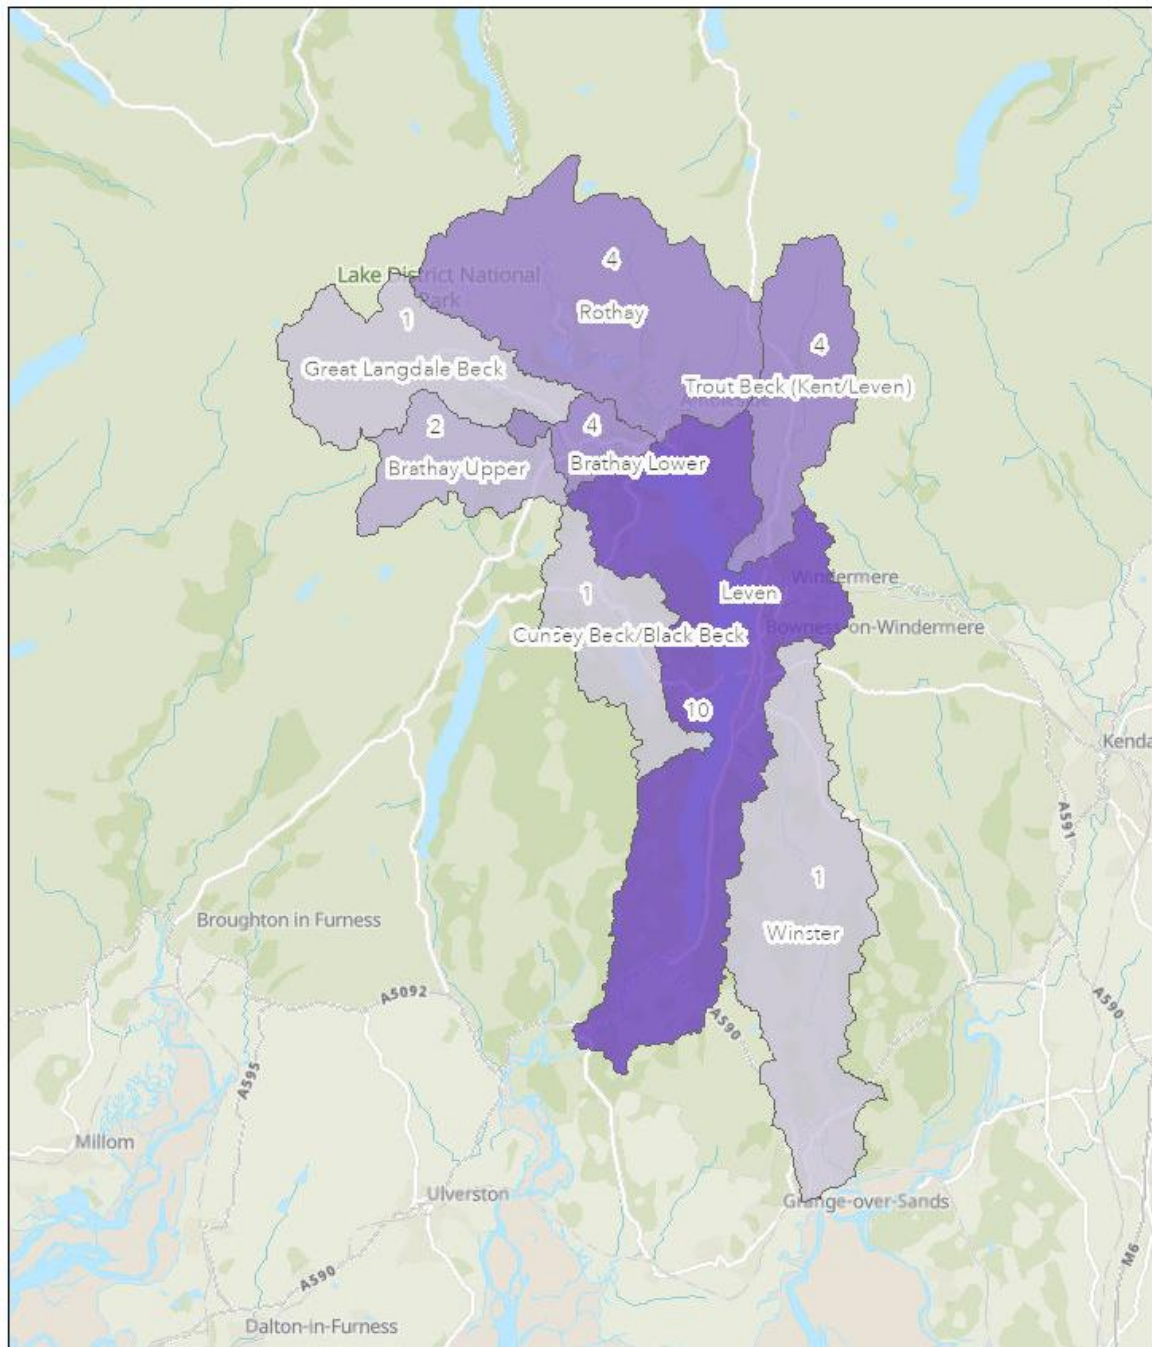 4
Lake District National
Park
Rothay
1
4
Great Langdale Beck
Trout Beck (Kent/Leven)
2
4
Brathay Upper
Brathay Lower
Windermere
1
Leven
Bowness-on-Windermere
Cunsey Beck/Black Beck
10
Kenda
A591
1
Broughton in Furness
Winster
A5092
A590
A590
A595
Millom
Ulverston
Grange-over-Sands
M6
A590
Dalton-in-Furness